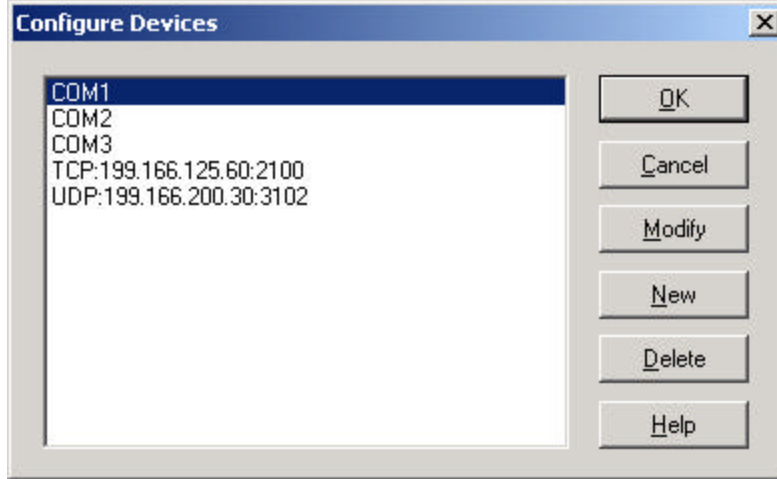 Configure Devices
COM1
COM2
COM3
TCP:199.166.125.60:2100
UDP:199.166.200.30:3102
OK
Cancel
Modify
New
Delete
Help